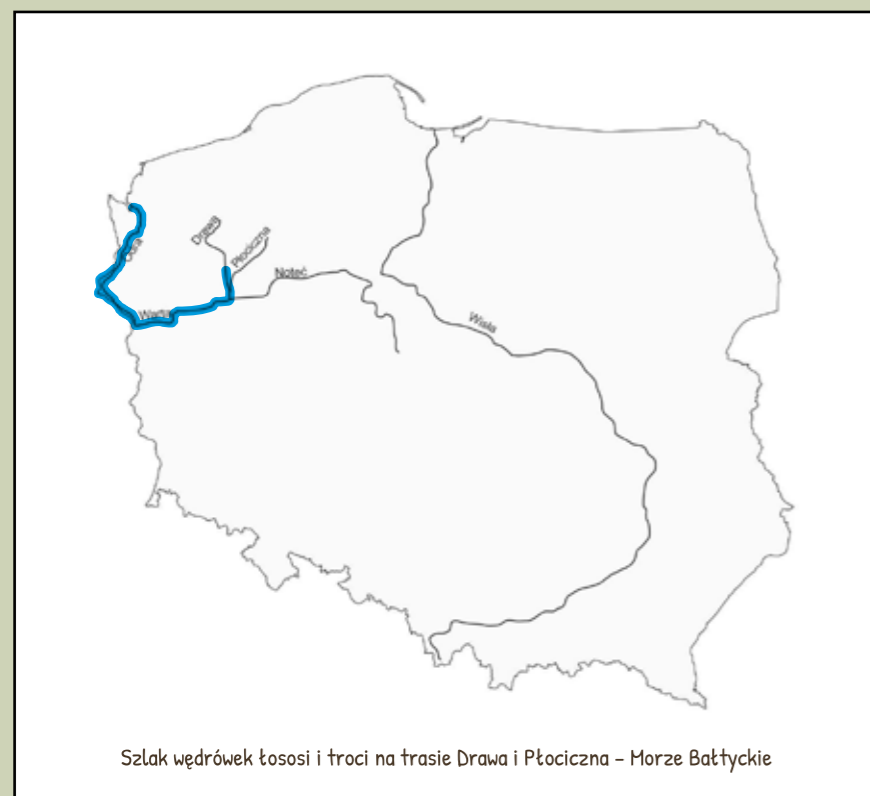 Drawa
Płociczna
Odra
Noteć
Warta
Wisła
Szlak wędrówek łososi i troci na trasie Drawa i Płociczna – Morze Bałtyckie